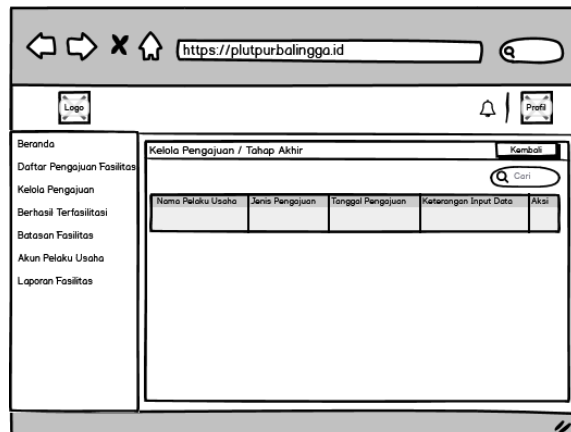 https://plutpurbalingga.id
Logo
Profil
Beranda
Daftar Pengajuan Fasilitas
Kelola Pengajuan
Berhasil Terfasilitasi
Batasan Fasilitas
Akun Pelaku Usaha
Laporan Fasilitas
Kelola Pengajuan / Tahap Akhir
Kembali
Cari
Nama Pelaku Usaha Jenis Pengajuan Tanggal Pengajuan Keterangan Input Data Aksi